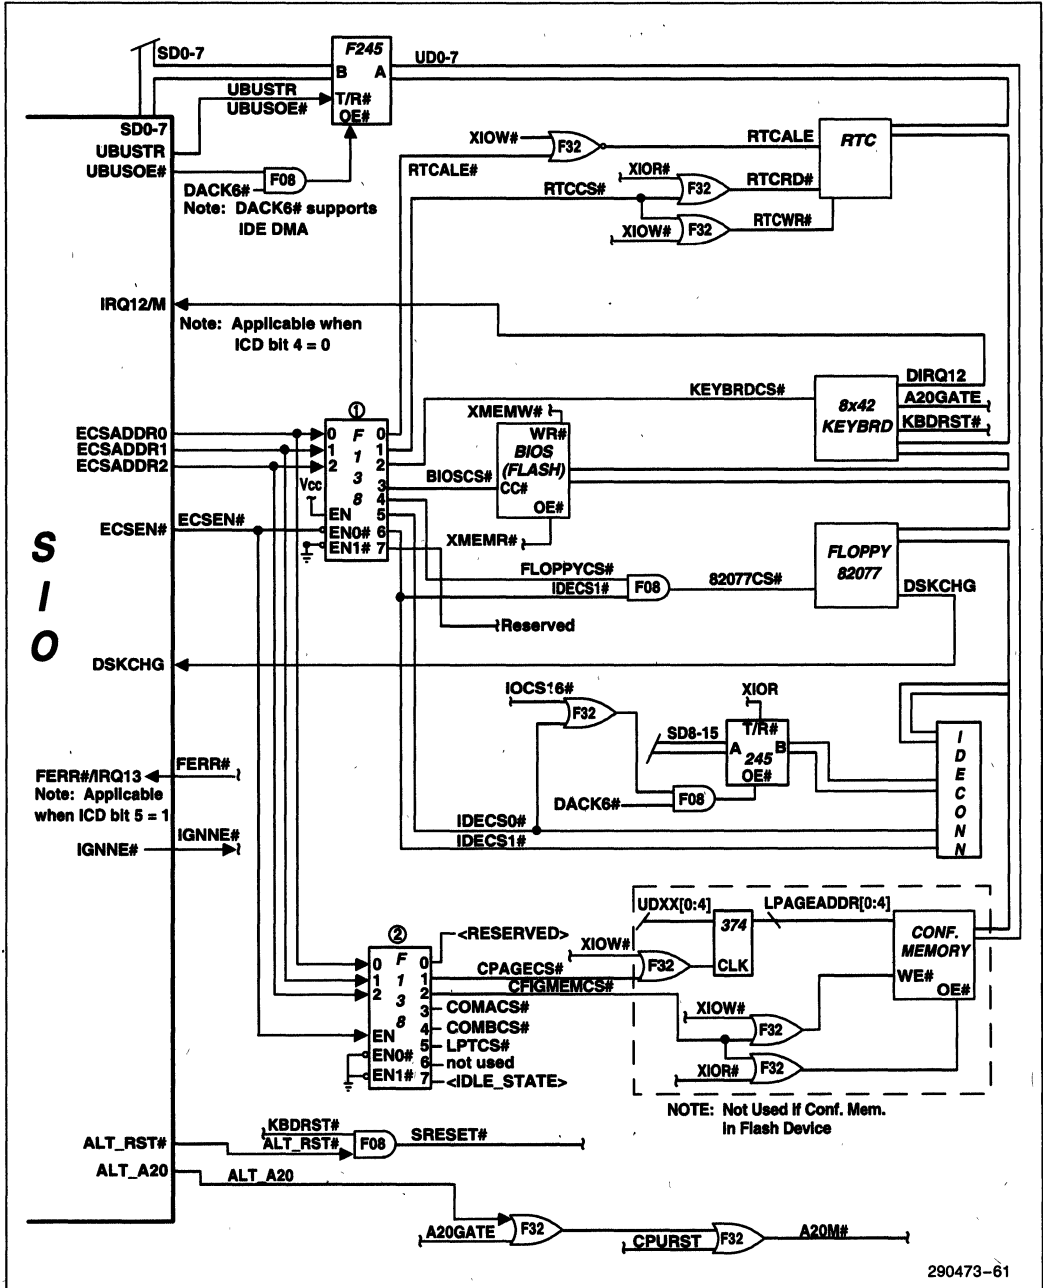 SD0-7
F245
UD0-7
B A
UBUSTR
T/R#
UBUSOE#
OE#
SD0-7
UBUSTR
UBUSOE#
F08
DACK6#
Note: DACK6# supports
IDE DMA
XIOW#
F32
RTCALE
RTC
RTCALE#
XIOR#
RTCCS#
F32
RTCRD#
XIOW#
F32
RTCWR#
IRQ12/M
Note: Applicable when
ICD bit 4 = 0
DIRQ12
KEYBRDCS#
8x42
KEYBRD
A20GATE
KBDRST#
1
XMEMW#
WR#
BIOS
(FLASH)
CC#
OE#
BIOSCS#
XMEMR#
ECSADDR0
ECSADDR1
ECSADDR2
0 F 0
1 1 1
2 3 2
8 3
4
Vcc
EN 5
ECSEN#
ECSEN#
EN0# 6
EN1# 7
FLOPPY
82077
FLOPPYCS#
IDECS1#
F08
82077CS#
DSKCHG
Reserved
S
I
O
DSKCHG
IOCS16#
F32
XIOR
T/R#
SD8-15
A B
245
OE#
I
D
E
C
O
N
N
DACK6#
F08
FERR#/IRQ13
FERR#
Note: Applicable
when ICD bit 5 = 1
IDECS0#
IDECS1#
IGNNE#
IGNNE#
UDXX[0:4]
374
CLK
LPAGEADDR[0:4]
CONF.
MEMORY
WE#
OE#
2
<RESERVED>
XIOW#
F32
CPAGECS#
CFIGMEMCS#
0 F 0
1 1 1
2 3 2
8 3
COMACS#
EN 4
COMBCS#
EN0# 5
LPTCS#
6
not used
EN1# 7
<IDLE_STATE>
XIOW#
F32
XIOR#
F32
NOTE: Not Used if Conf. Mem.
in Flash Device
ALT_RST#
KBDRST#
ALT_RST#
F08
SRESET#
ALT_A20
ALT_A20
A20GATE
F32
CPURST
F32
A20M#
290473-61